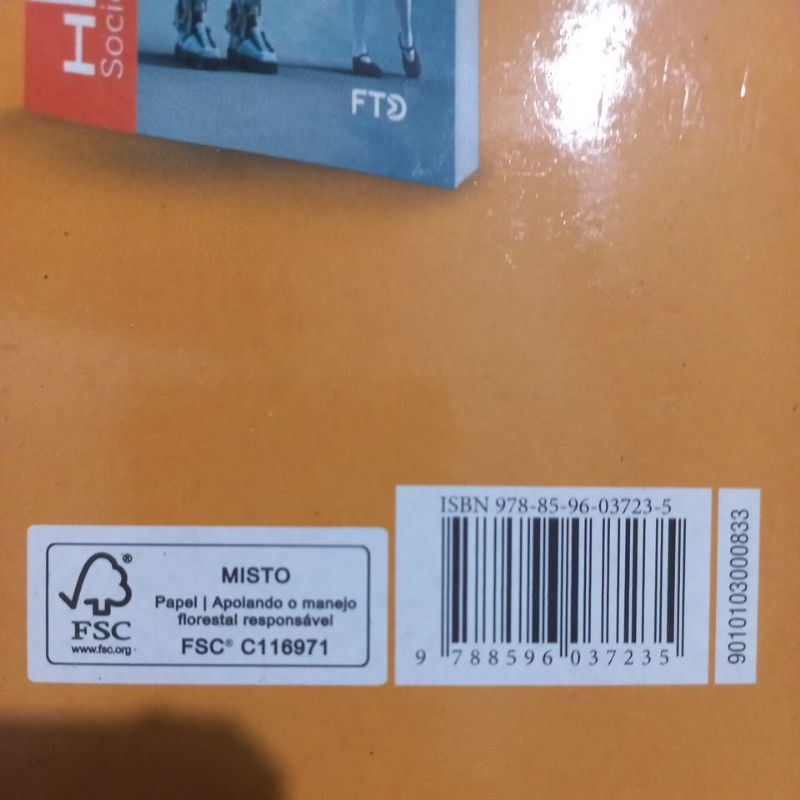 Soci
FTD
ISBN 978-85-96-03723-5
9 788596 037235
9010103000833
FSC®
www.fsc.org
MISTO
Papel | Apoiando o manejo
florestal responsável
FSC® C116971